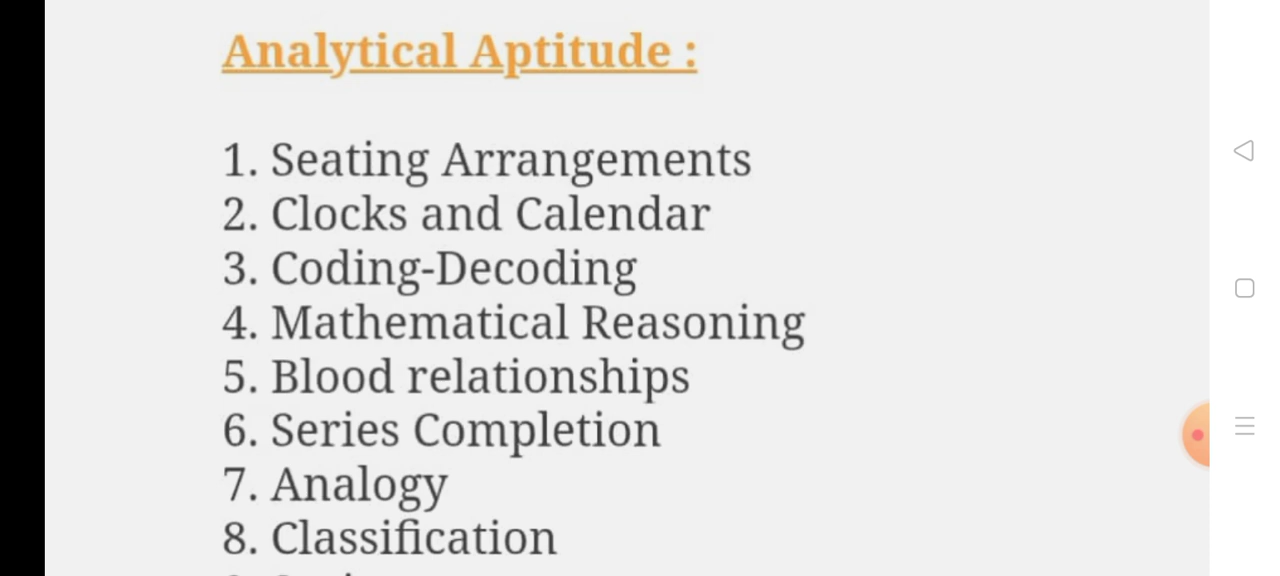 Analytical Aptitude :
1. Seating Arrangements
2. Clocks and Calendar
3. Coding-Decoding
4. Mathematical Reasoning
5. Blood relationships
6. Series Completion
7. Analogy
8. Classification